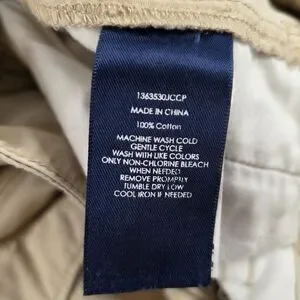 1363530JCCP
MADE IN CHINA
100% Cotton
MACHINE WASH COLD
GENTLE CYCLE
WASH WITH LIKE COLORS
ONLY NON-CHLORINE BLEACH
WHEN NEEDED
REMOVE PROMPTLY
TUMBLE DRY LOW
COOL IRON IF NEEDED